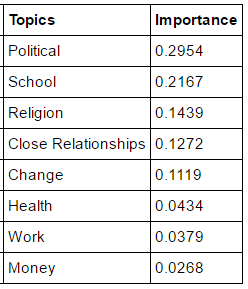 Topics Importance
Political 0.2954
School 0.2167
Religion 0.1439
Close Relationships 0.1272
Change 0.1119
Health 0.0434
Work 0.0379
Money 0.0268